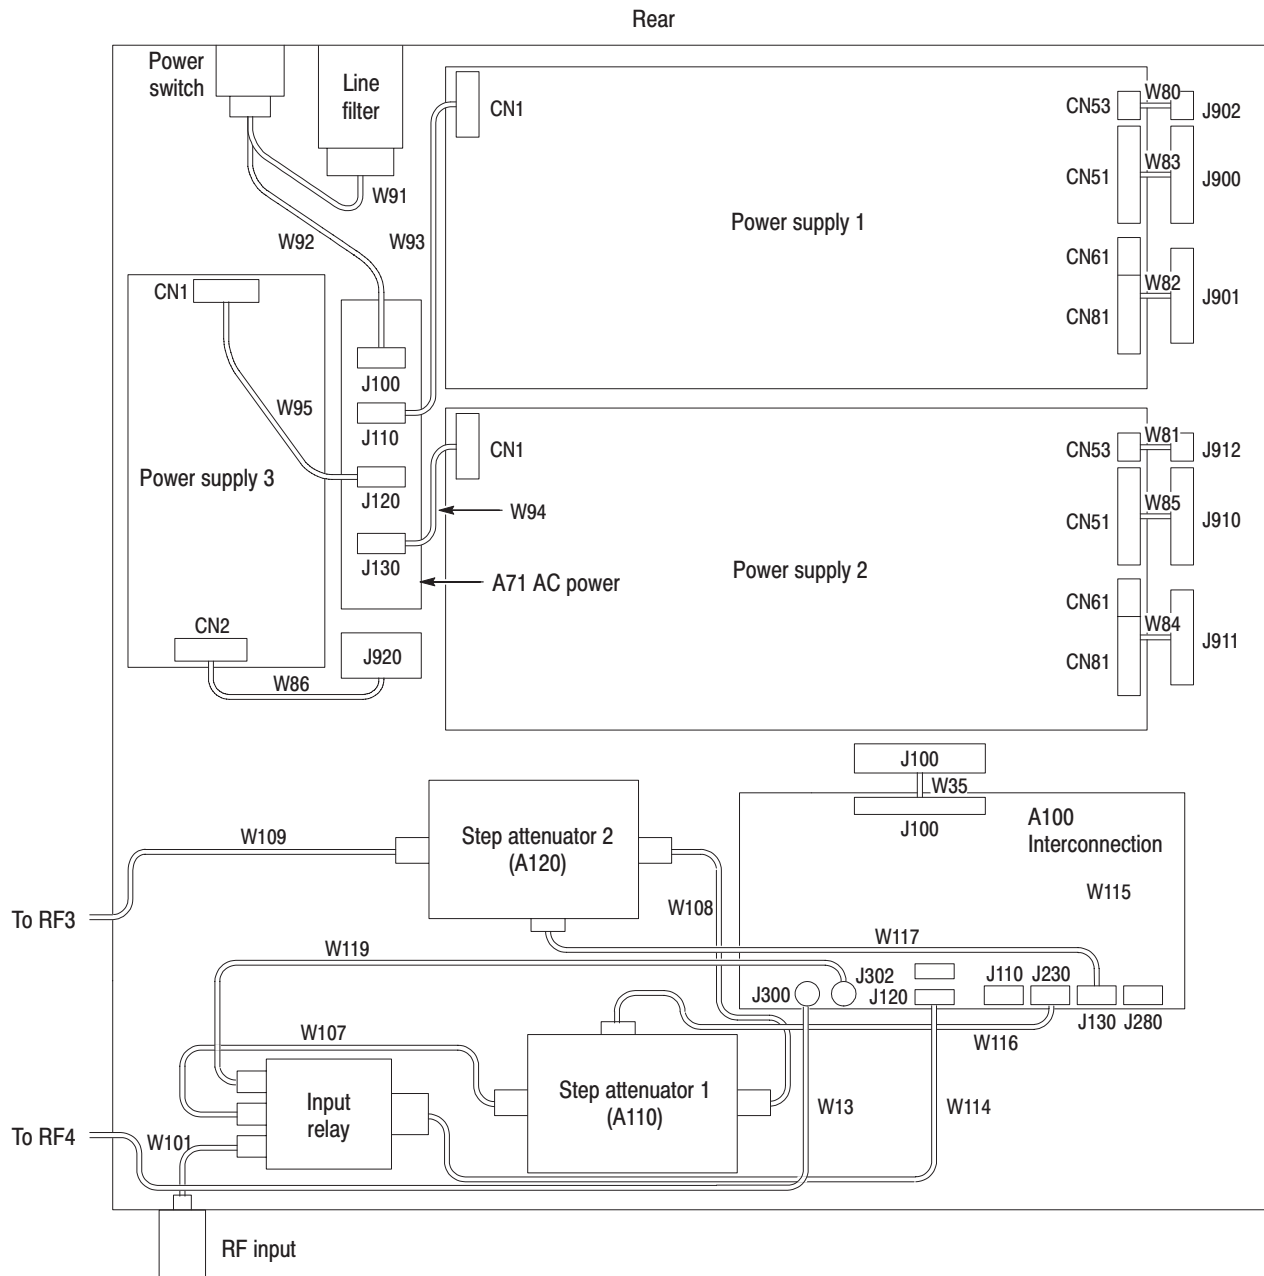 Rear
Power
switch
Line
filter
CN1
CN53
W80
J902
W83
CN51
J900
W91
W92
W93
Power supply 1
CN61
W82
J901
CN81
CN1
J100
W95
J110
CN1
CN53
W81
J912
Power supply 3
J120
W94
CN51
W85
J910
J130
A71 AC power
Power supply 2
CN61
W84
J911
CN2
J920
CN81
W86
J100
W35
J100
A100
Interconnection
W109
Step attenuator 2
(A120)
W115
To RF3
W108
W117
W119
J302
J110
J230
J300
J120
J130
J280
W107
W116
Step attenuator 1
(A110)
Input
relay
W13
W114
To RF4
W101
RF input